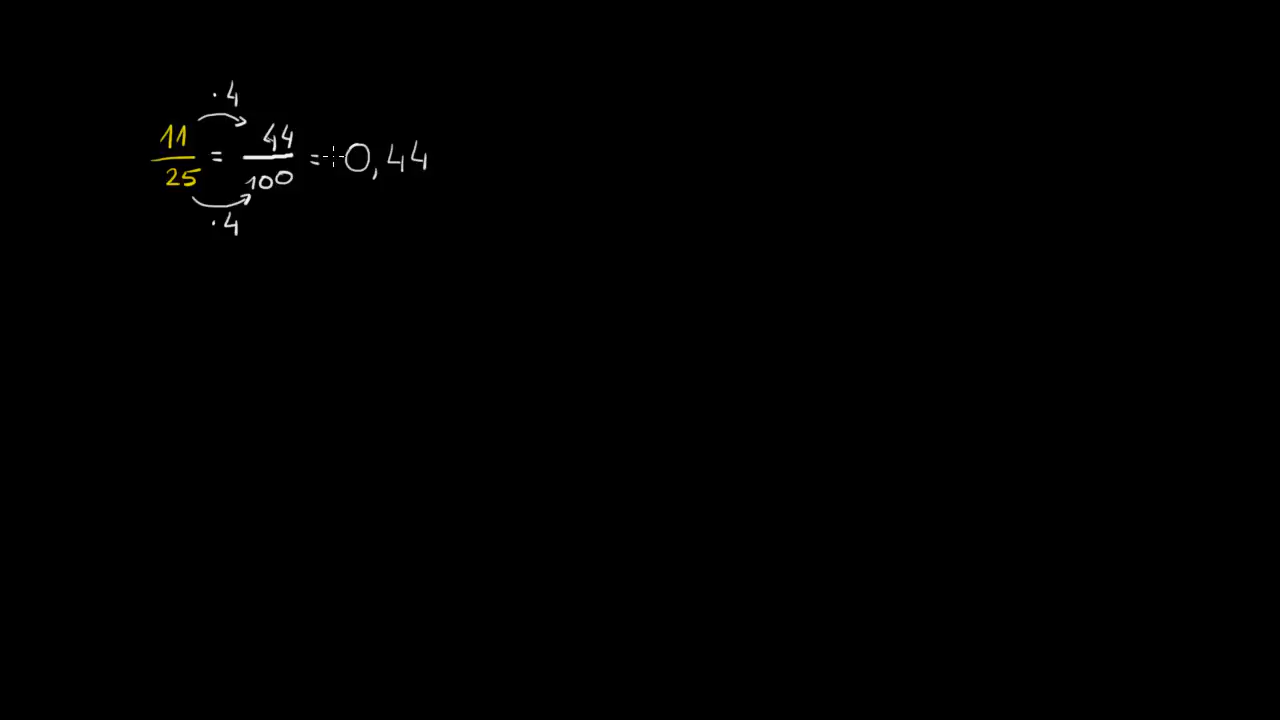 · 4
11/25 = 44/100 = 0,44
· 4